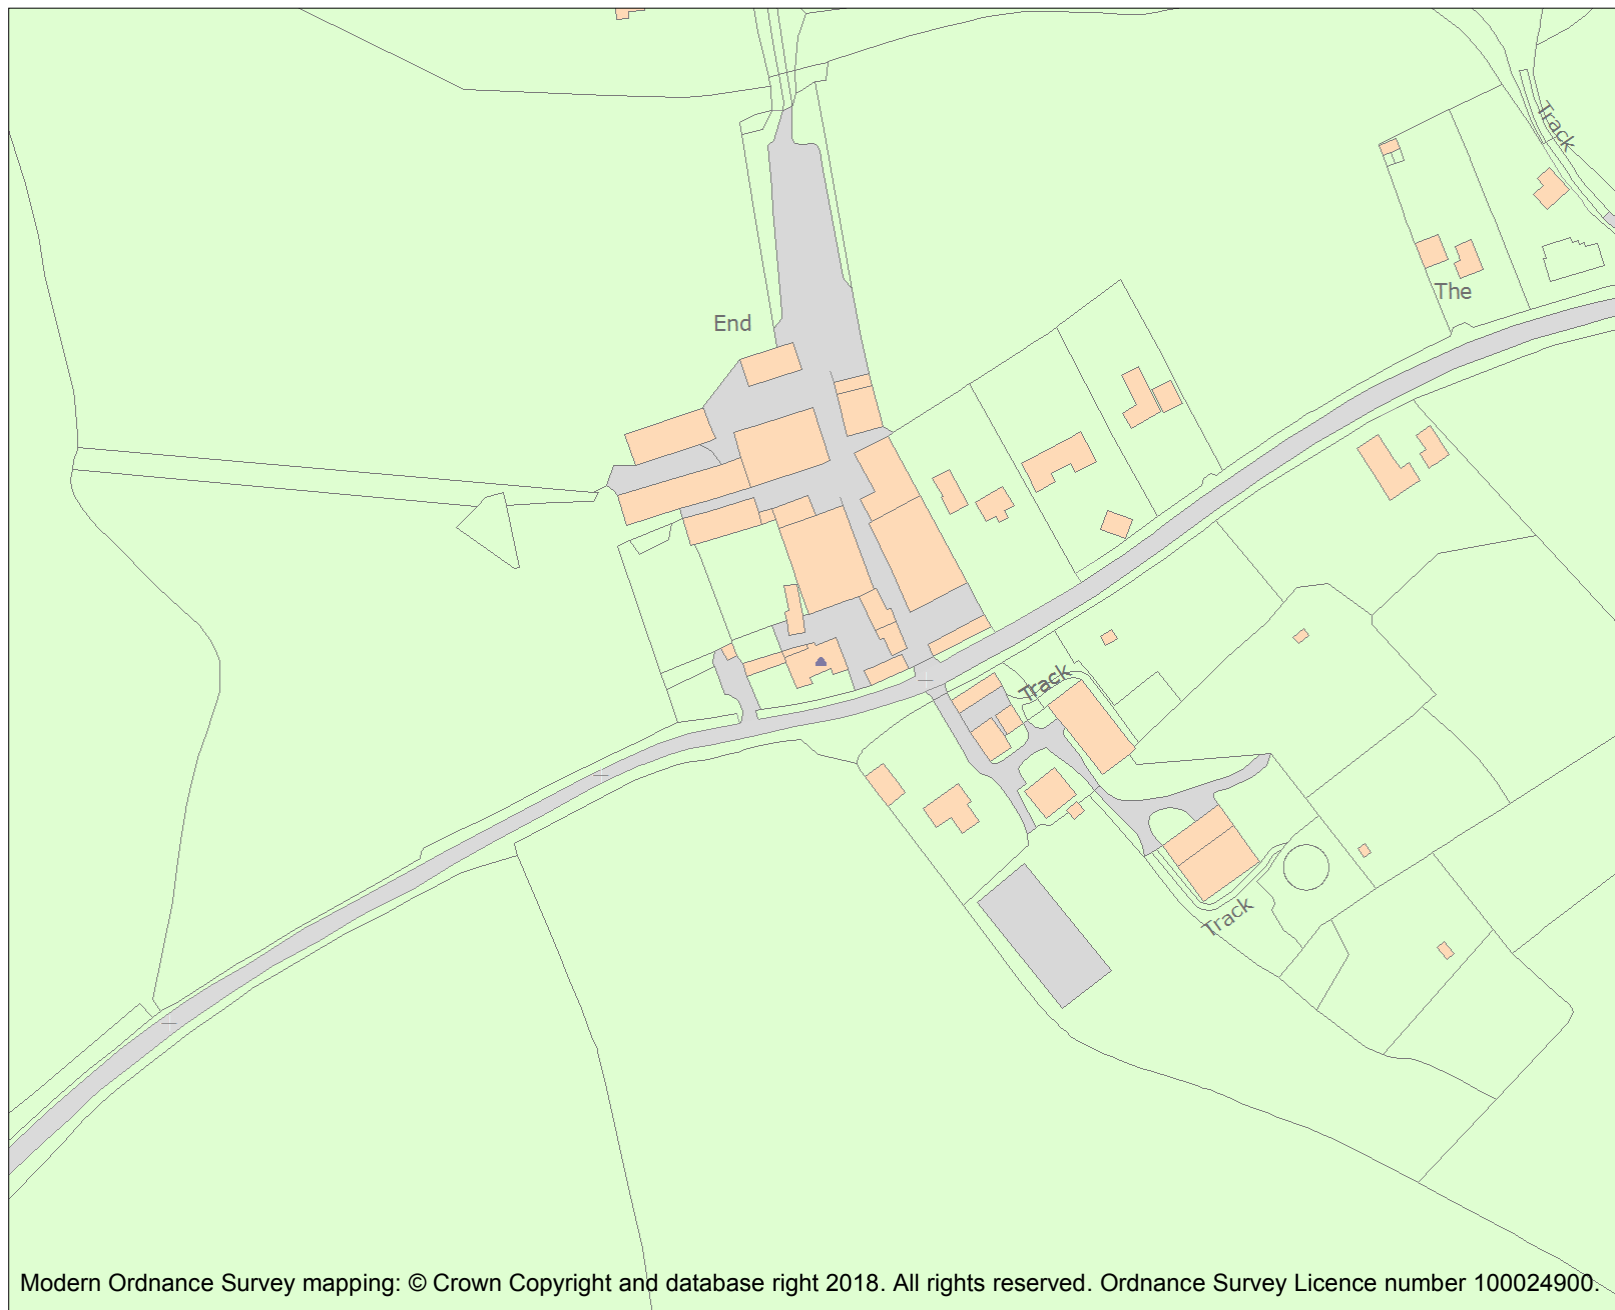 Track
The
End
Track
Track
Modern Ordnance Survey mapping: © Crown Copyright and database right 2018. All rights reserved. Ordnance Survey Licence number 100024900.